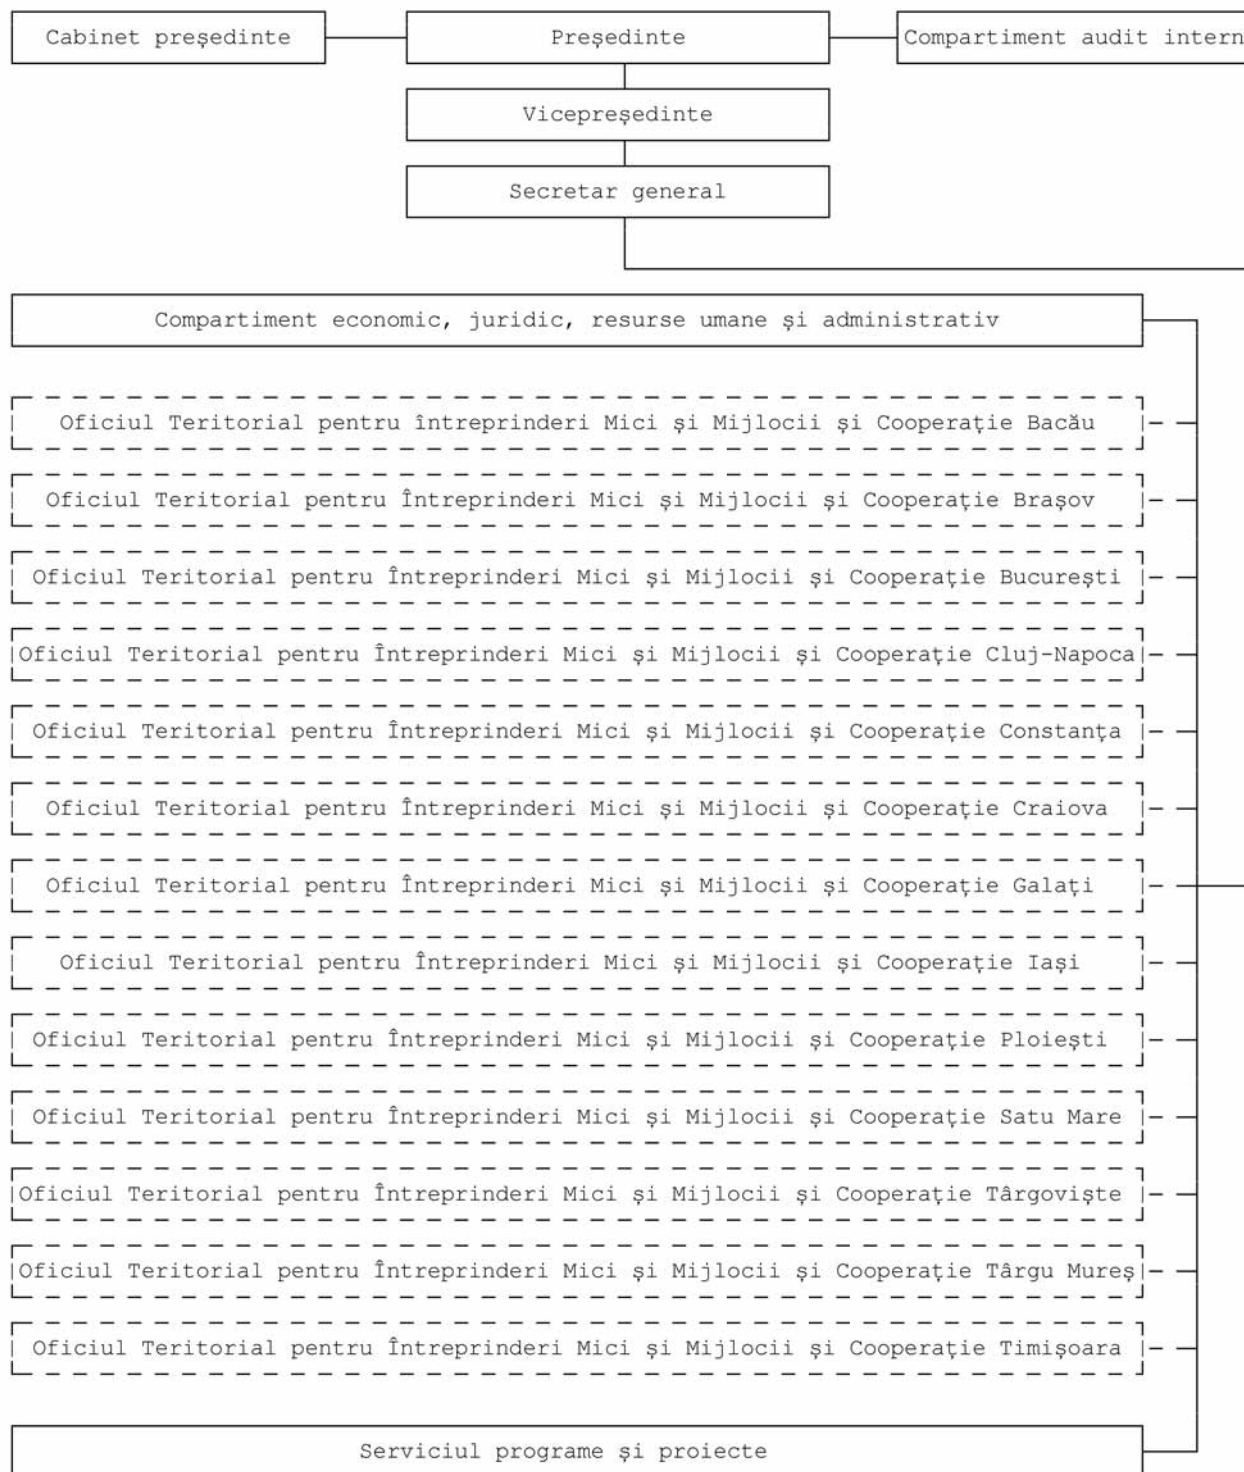 Cabinet președinte
Președinte
Compartiment audit intern
Vicepreședinte
Secretar general
Compartiment economic, juridic, resurse umane și administrativ
Oficiul Teritorial pentru întreprinderi Mici și Mijlocii și Cooperație Bacău
Oficiul Teritorial pentru Întreprinderi Mici și Mijlocii și Cooperație Brașov
Oficiul Teritorial pentru Întreprinderi Mici și Mijlocii și Cooperație București
Oficiul Teritorial pentru Întreprinderi Mici și Mijlocii și Cooperație Cluj-Napoca
Oficiul Teritorial pentru Întreprinderi Mici și Mijlocii și Cooperație Constanța
Oficiul Teritorial pentru Întreprinderi Mici și Mijlocii și Cooperație Craiova
Oficiul Teritorial pentru Întreprinderi Mici și Mijlocii și Cooperație Galați
Oficiul Teritorial pentru Întreprinderi Mici și Mijlocii și Cooperație Iași
Oficiul Teritorial pentru Întreprinderi Mici și Mijlocii și Cooperație Ploiești
Oficiul Teritorial pentru Întreprinderi Mici și Mijlocii și Cooperație Satu Mare
Oficiul Teritorial pentru Întreprinderi Mici și Mijlocii și Cooperație Târgoviște
Oficiul Teritorial pentru Întreprinderi Mici și Mijlocii și Cooperație Târgu Mureș
Oficiul Teritorial pentru Întreprinderi Mici și Mijlocii și Cooperație Timișoara
Serviciul programe și proiecte